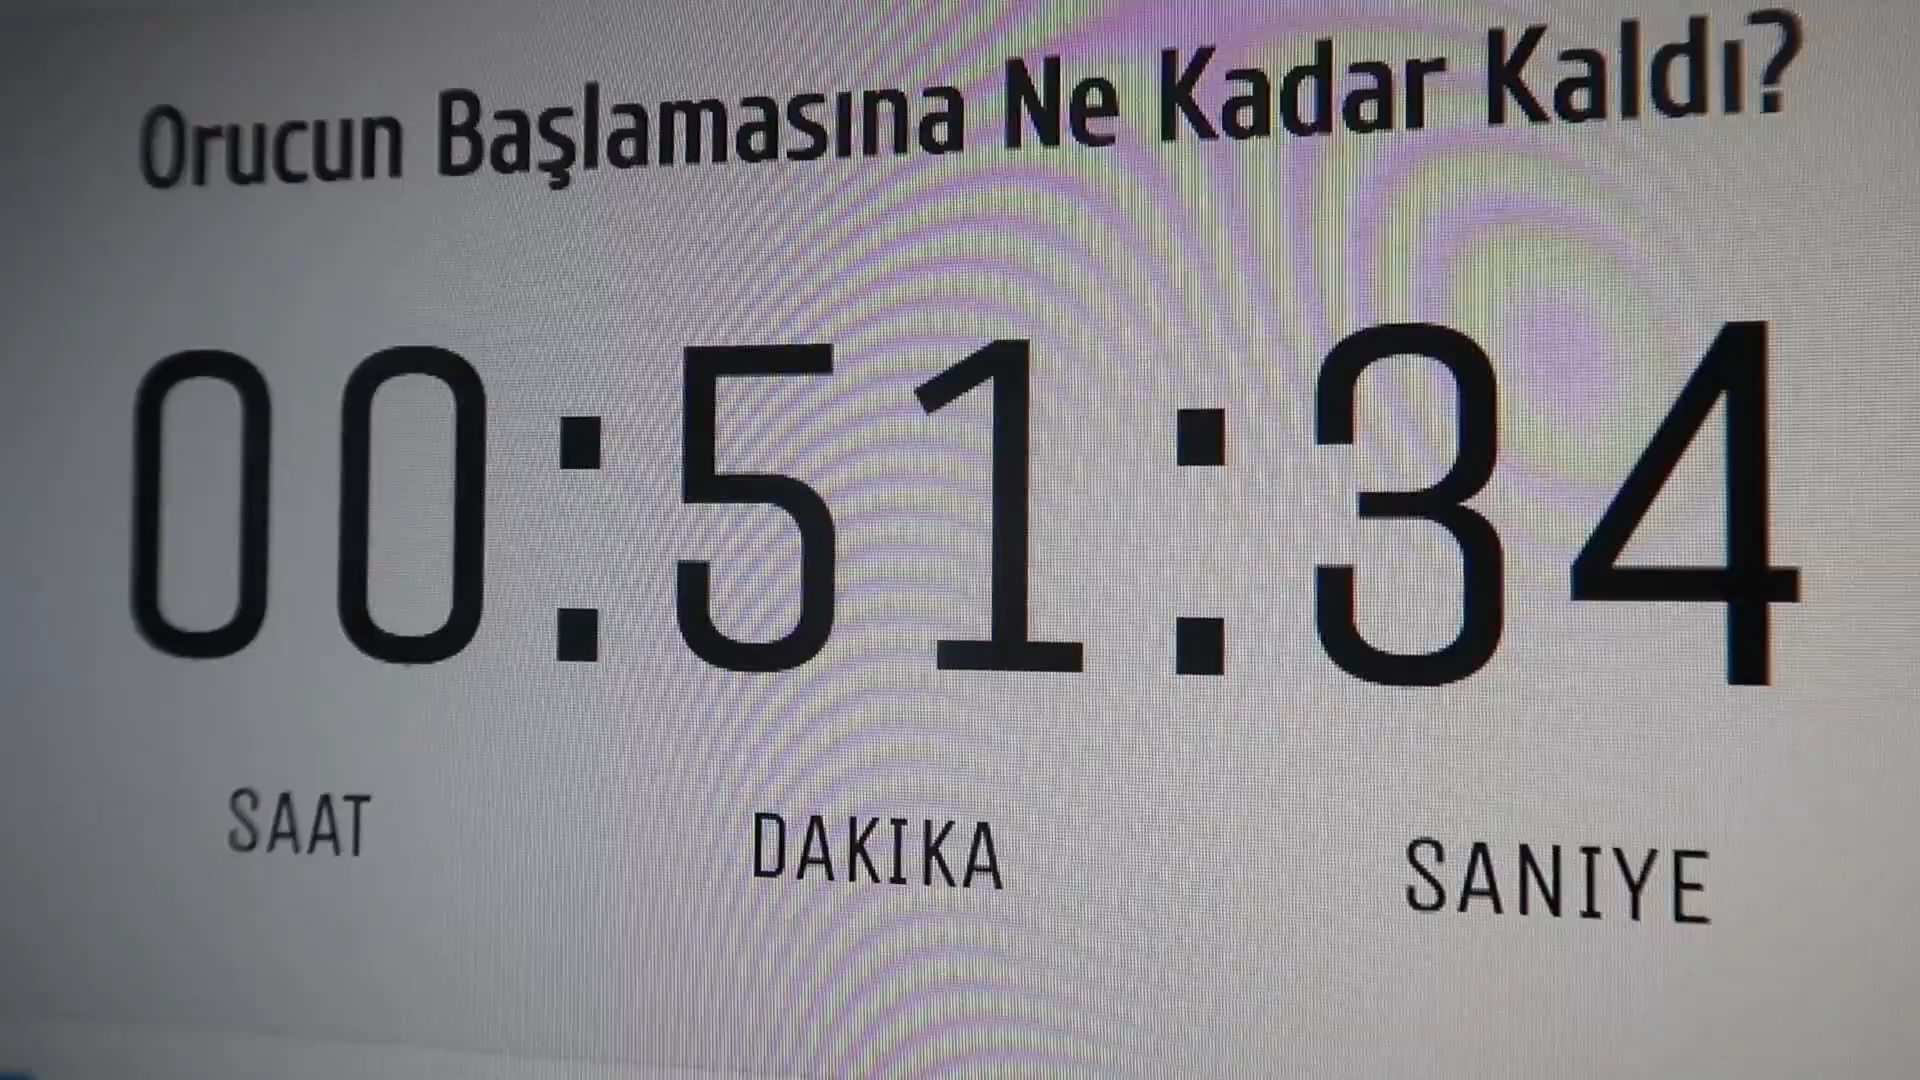 Orucun Başlamasına Ne Kadar Kaldı?
00:51:34
SAAT DAKIKA SANIYE